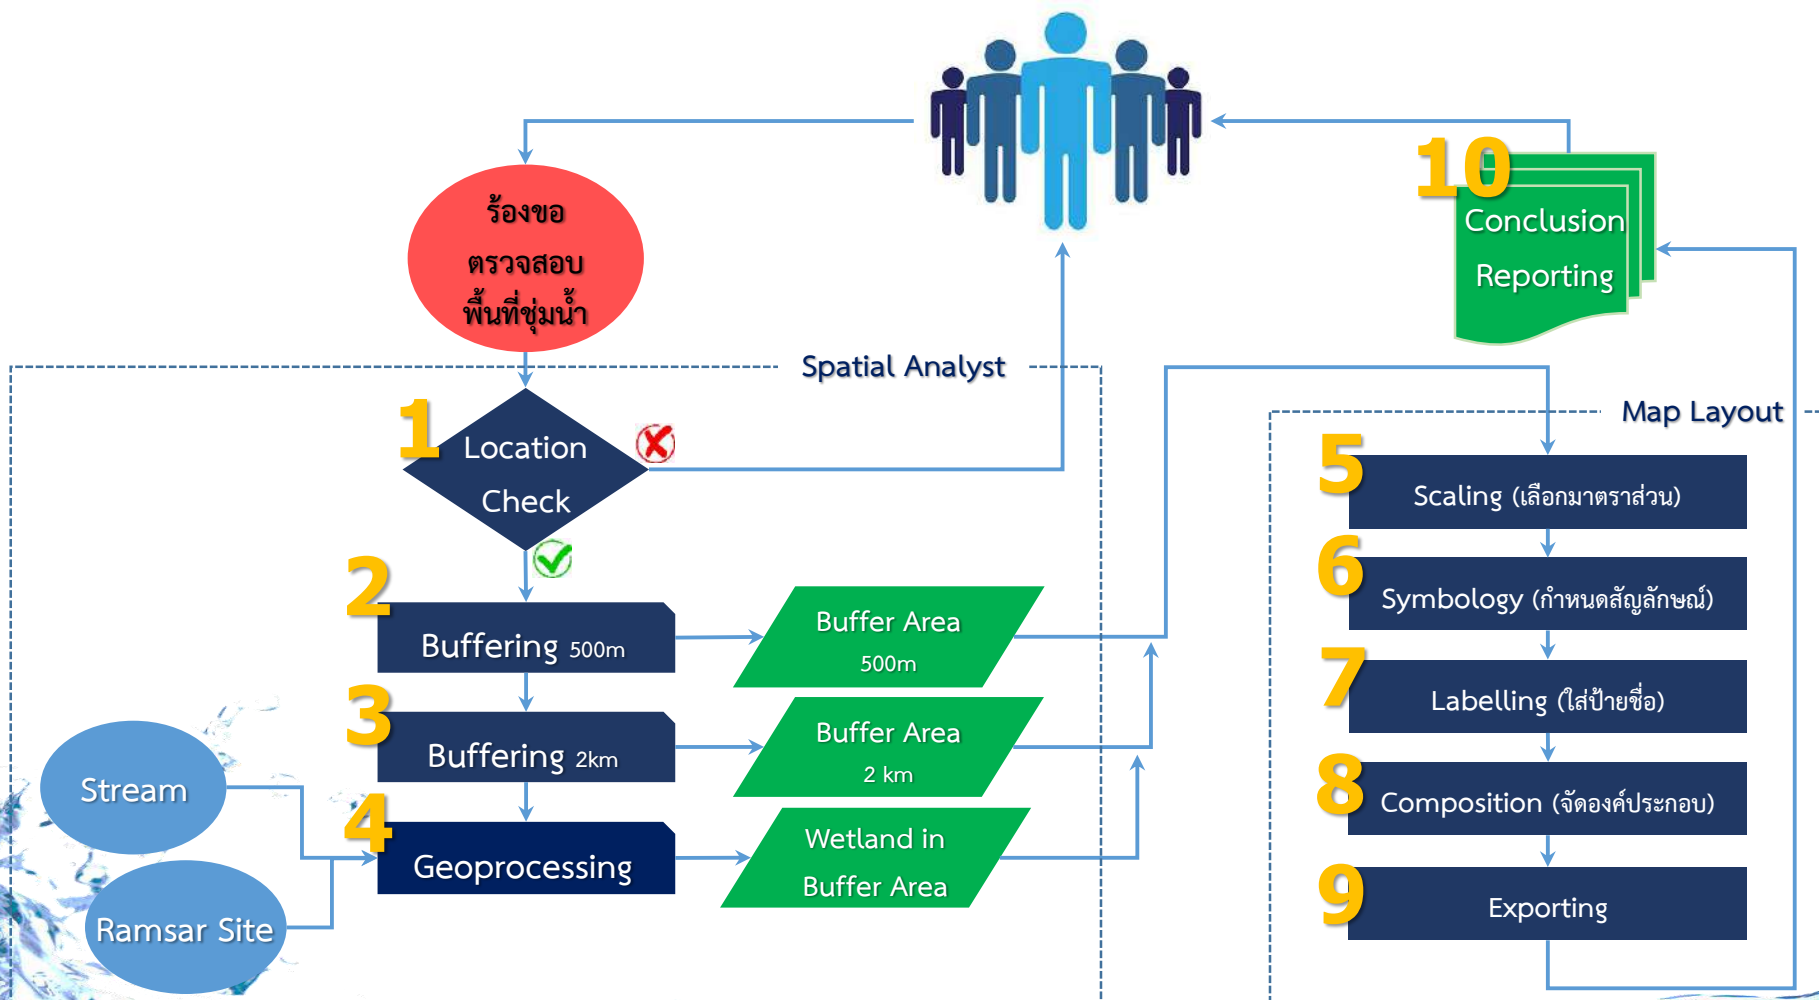 ร้องขอ
ตรวจสอบ
พื้นที่ชุ่มน้ำ
Spatial Analyst
1
Location
Check
2
Buffering 500m
Buffer Area
500m
3
Buffering 2km
Buffer Area
2 km
Stream
Ramsar Site
4
Geoprocessing
Wetland in
Buffer Area
Map Layout
5
Scaling (เลือกมาตราส่วน)
6
Symbology (กำหนดสัญลักษณ์)
7
Labelling (ใส่ป้ายชื่อ)
8
Composition (จัดองค์ประกอบ)
9
Exporting
10
Conclusion
Reporting